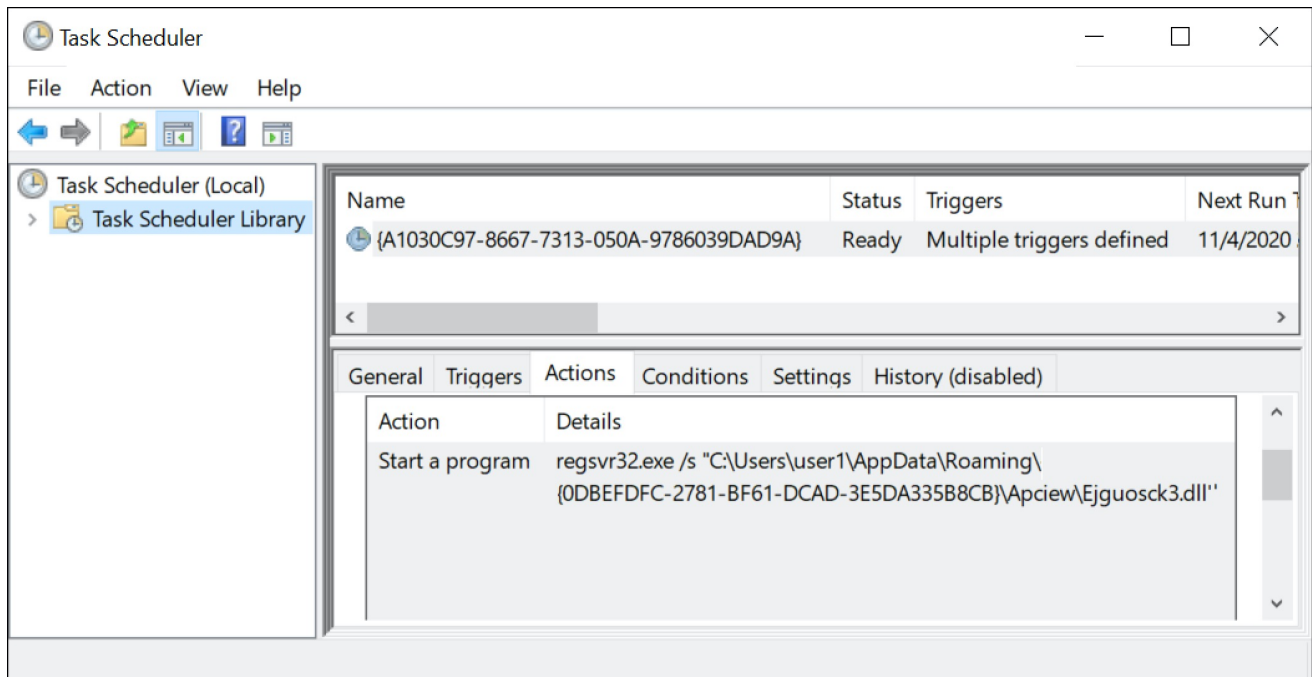 Task Scheduler
File Action View Help
Task Scheduler (Local)
Task Scheduler Library
Name Status Triggers Next Run
{A1030C97-8667-7313-050A-9786039DAD9A} Ready Multiple triggers defined 11/4/2020
General Triggers Actions Conditions Settings History (disabled)
Action Details
Start a program regsvr32.exe /s "C:\Users\user1\AppData\Roaming\
{0DBEFDFC-2781-BF61-DCAD-3E5DA335B8CB}\Apciew\Ejguosck3.dll''